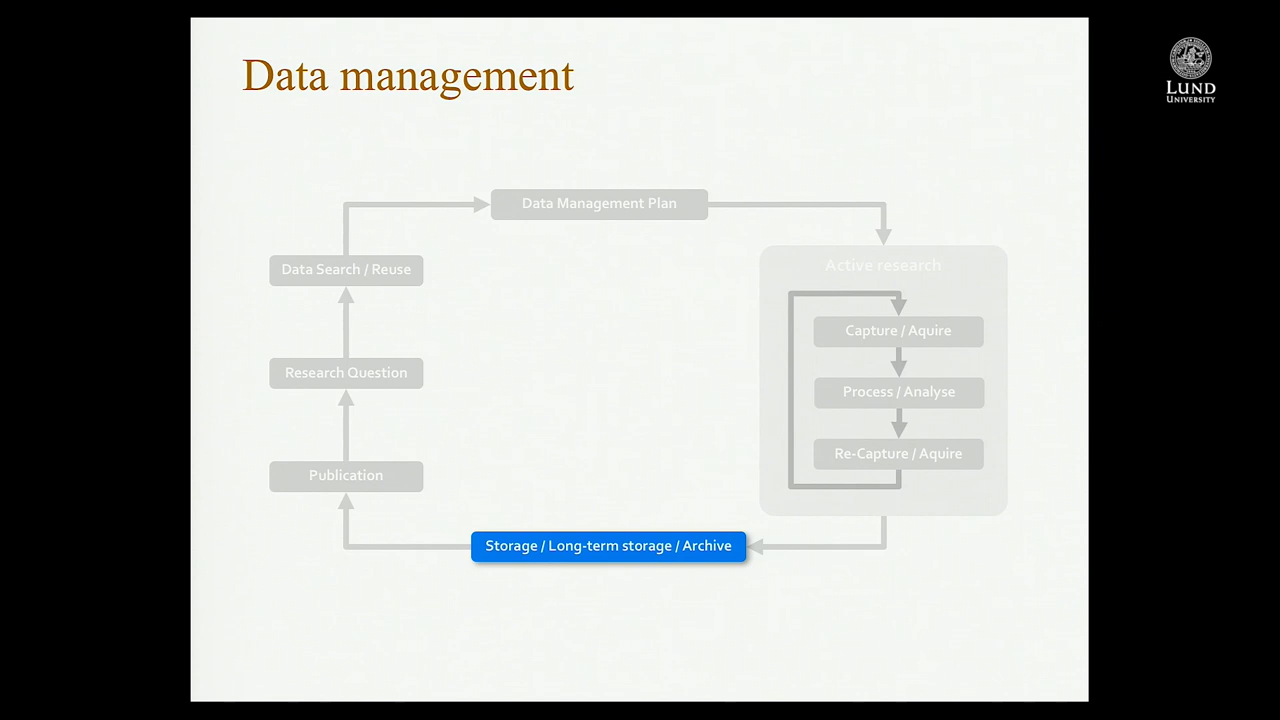 Data management
LUND
UNIVERSITY
Data Management Plan
Data Search / Reuse
Active research
Capture / Aquire
Research Question
Process / Analyse
Re-Capture / Aquire
Publication
Storage / Long-term storage / Archive